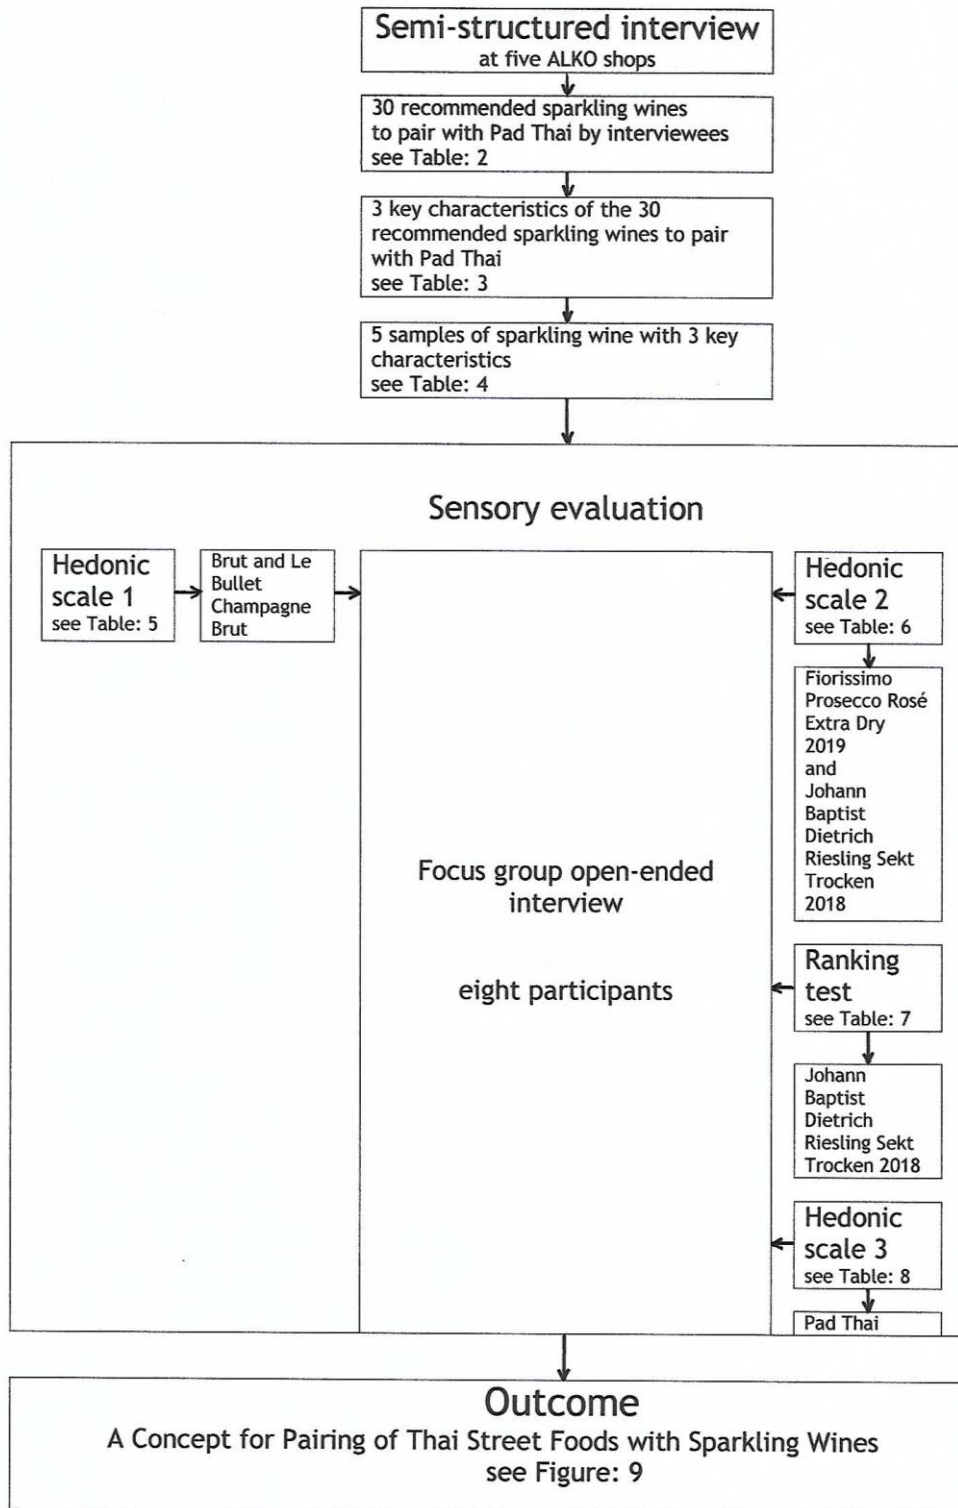 Semi-structured interview
at five ALKO shops
30 recommended sparkling wines
to pair with Pad Thai by interviewees
see Table: 2
3 key characteristics of the 30
recommended sparkling wines to pair
with Pad Thai
see Table: 3
5 samples of sparkling wine with 3 key
characteristics
see Table: 4
Sensory evaluation
Hedonic
scale 1
see Table: 5
Brut and Le
Bullet
Champagne
Brut
Focus group open-ended
interview
eight participants
Hedonic
scale 2
see Table: 6
Fiorissimo
Prosecco Rosé
Extra Dry
2019
and
Johann
Baptist
Dietrich
Riesling Sekt
Trocken
2018
Ranking
test
see Table: 7
Johann
Baptist
Dietrich
Riesling Sekt
Trocken 2018
Hedonic
scale 3
see Table: 8
Pad Thai
Outcome
A Concept for Pairing of Thai Street Foods with Sparkling Wines
see Figure: 9